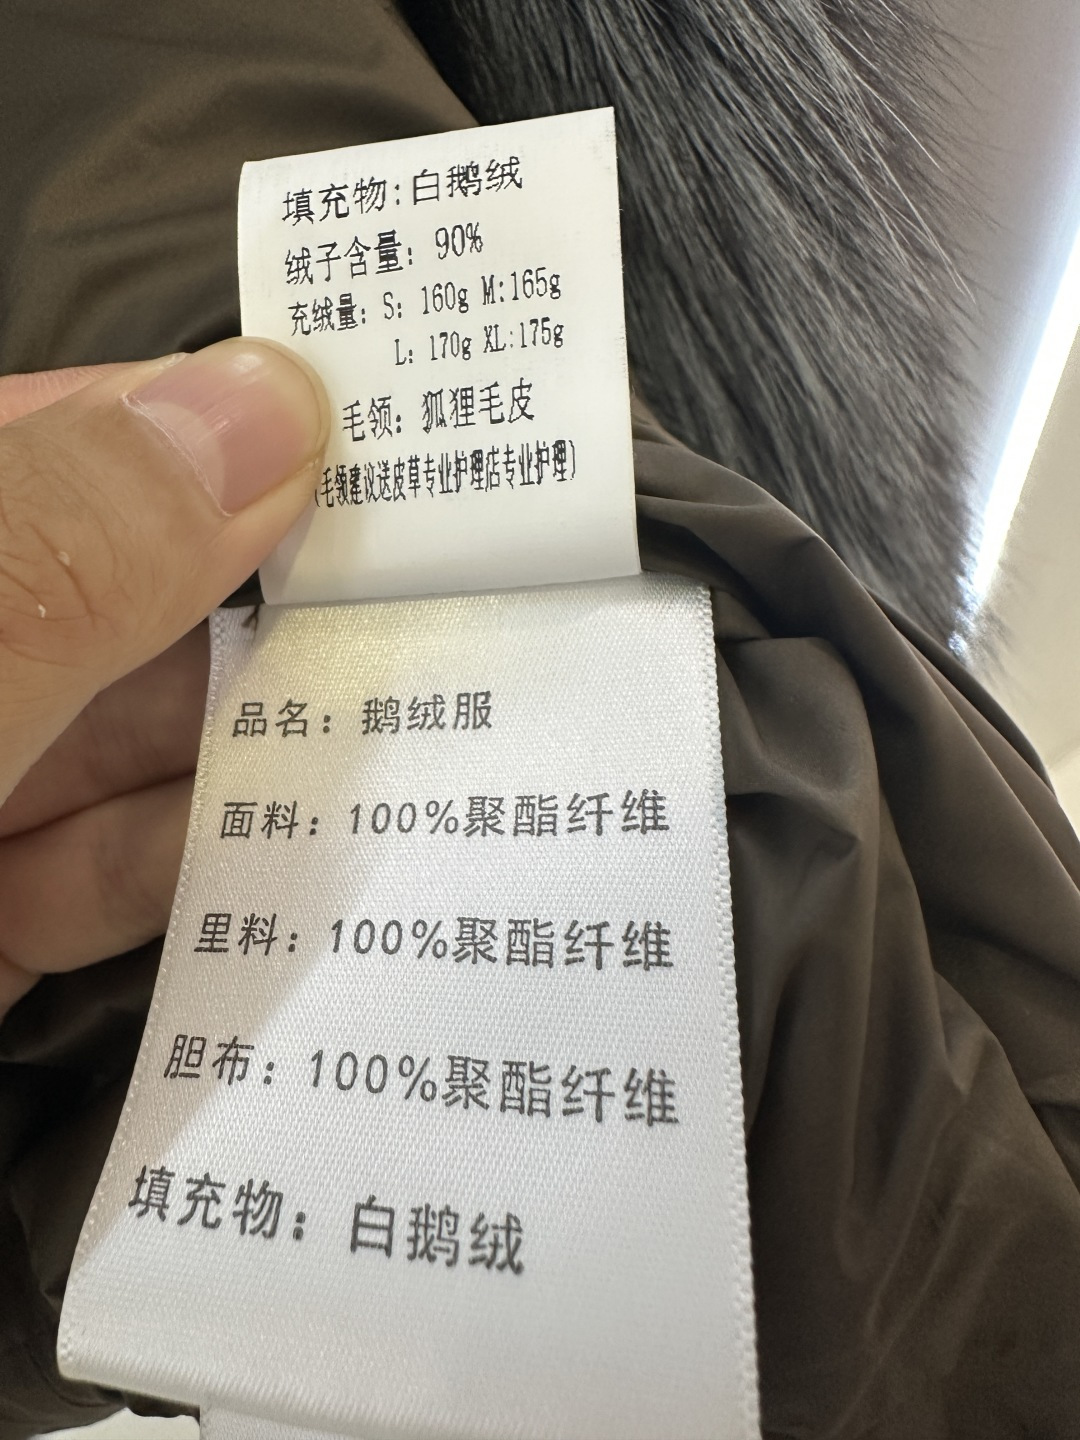 填充物:白鹅绒
绒子含量: 90%
充绒量: S: 160g M:165g
L: 170g XL:175g
毛领: 狐狸毛皮
(毛领建议送皮草专业护理店专业护理)
品名: 鹅绒服
面料: 100%聚酯纤维
里料: 100%聚酯纤维
胆布: 100%聚酯纤维
填充物: 白鹅绒